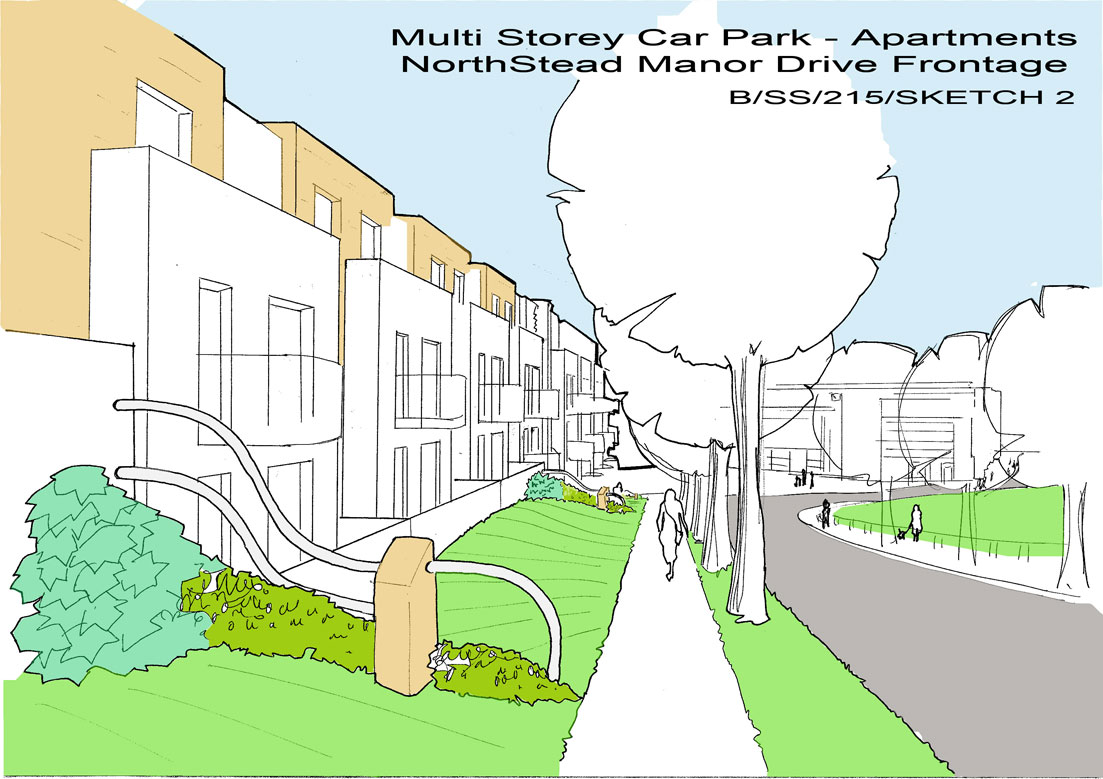 Multi Storey Car Park - Apartments
NorthStead Manor Drive Frontage
B/SS/215/SKETCH 2